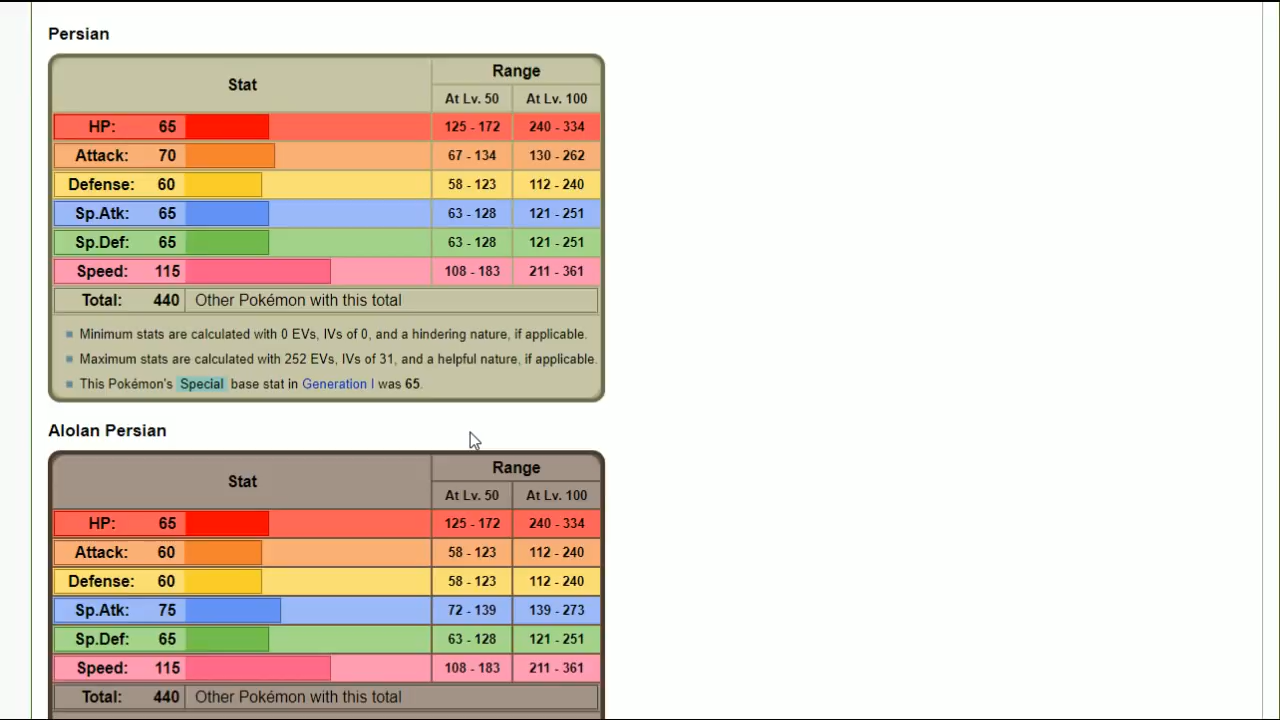 Persian
Stat Range
At Lv. 50 At Lv. 100
HP: 65 125 - 172 240 - 334
Attack: 70 67 - 134 130 - 262
Defense: 60 58 - 123 112 - 240
Sp.Atk: 65 63 - 128 121 - 251
Sp.Def: 65 63 - 128 121 - 251
Speed: 115 108 - 183 211 - 361
Total: 440 Other Pokémon with this total
Minimum stats are calculated with 0 EVs, IVs of 0, and a hindering nature, if applicable.
Maximum stats are calculated with 252 EVs, IVs of 31, and a helpful nature, if applicable.
This Pokémon's Special base stat in Generation I was 65.
Alolan Persian
Stat Range
At Lv. 50 At Lv. 100
HP: 65 125 - 172 240 - 334
Attack: 60 58 - 123 112 - 240
Defense: 60 58 - 123 112 - 240
Sp.Atk: 75 72 - 139 139 - 273
Sp.Def: 65 63 - 128 121 - 251
Speed: 115 108 - 183 211 - 361
Total: 440 Other Pokémon with this total